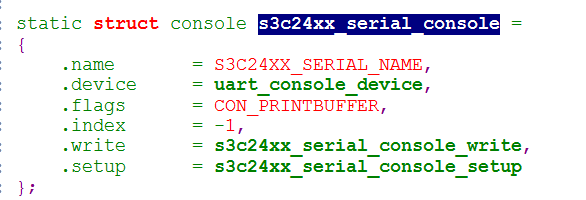 static struct console s3c24xx_serial_console =
{
    .name       = S3C24XX_SERIAL_NAME,
    .device     = uart_console_device,
    .flags      = CON_PRINTBUFFER,
    .index      = -1,
    .write      = s3c24xx_serial_console_write,
    .setup      = s3c24xx_serial_console_setup
};